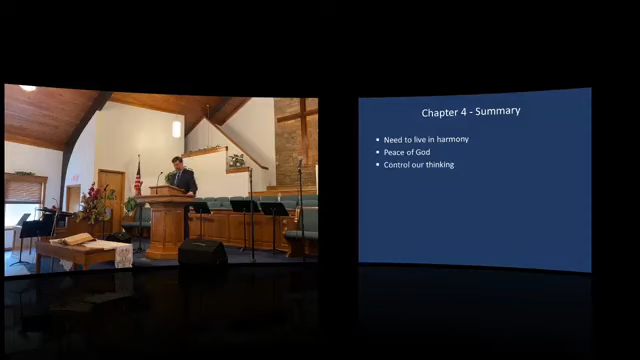 Chapter 4 - Summary
• Need to live in harmony
• Peace of God
• Control our thinking